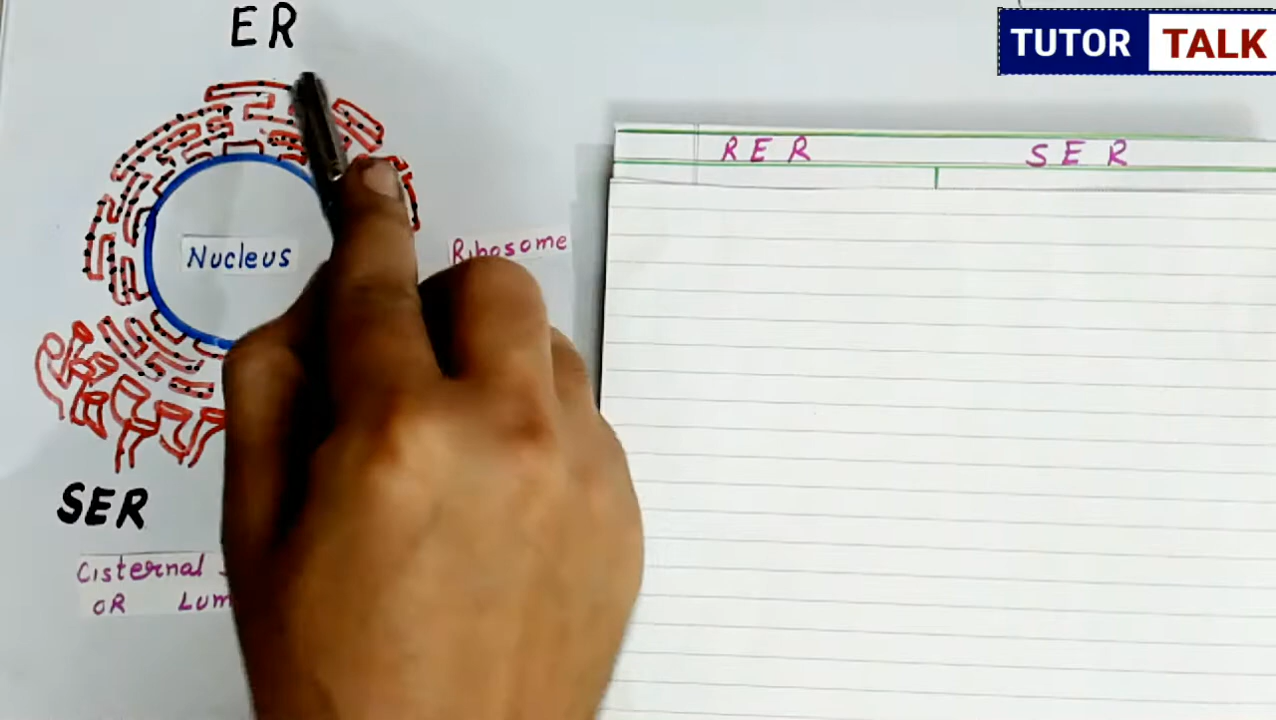 ER
TUTOR TALK
RER SER
Nucleus
Ribosome
SER
Cisternal
OR